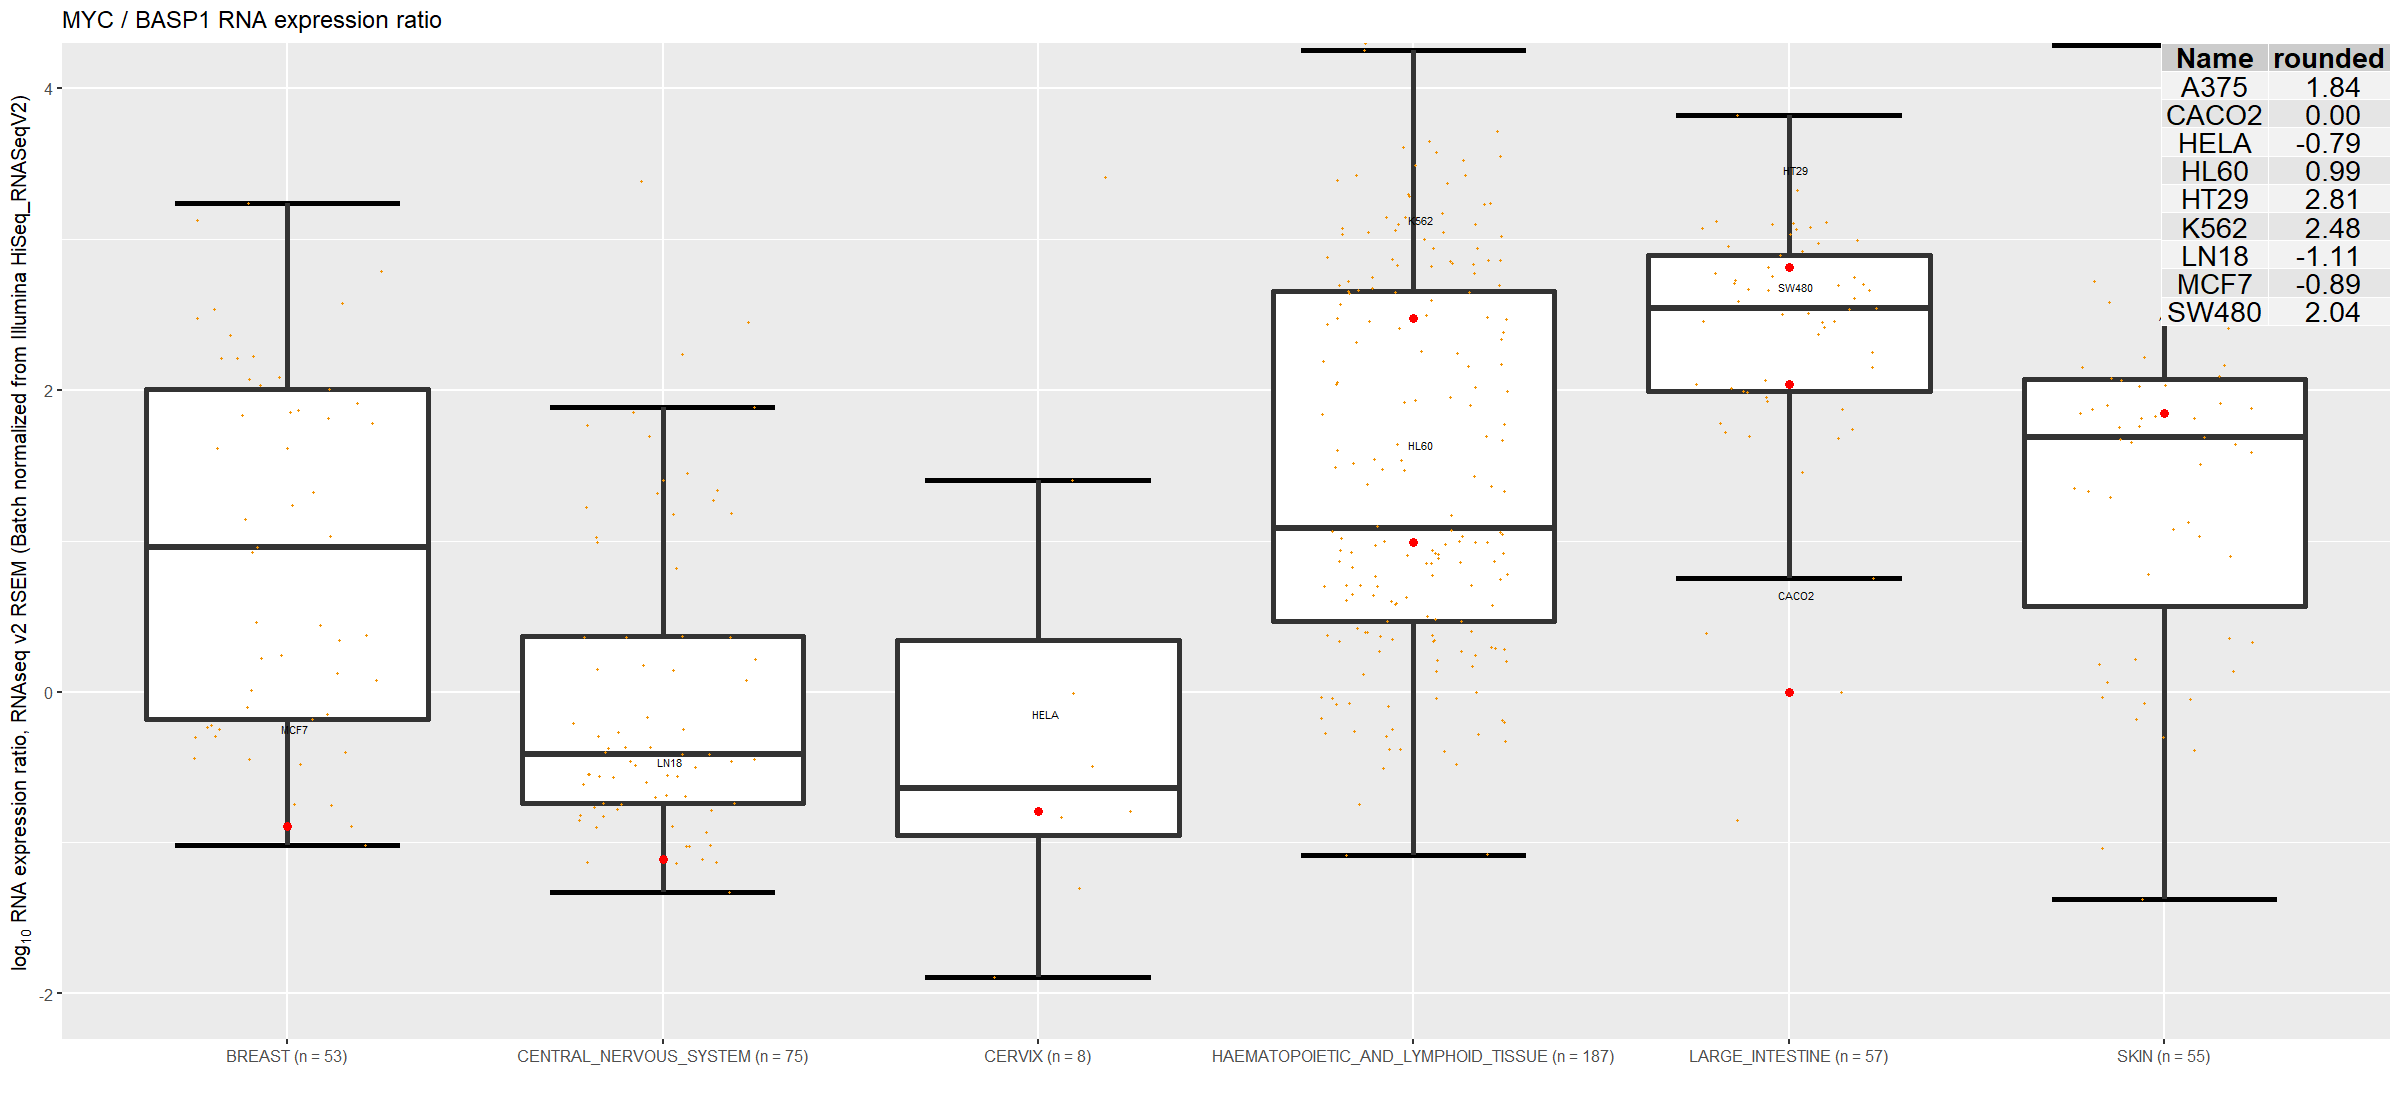 MYC / BASP1 RNA expression ratio
log10 RNA expression ratio, RNAseq v2 RSEM (Batch normalized from Illumina HiSeq_RNASeqV2)
4
2
0
-2
Name rounded
A375 1.84
CACO2 0.00
HELA -0.79
HL60 0.99
HT29 2.81
K562 2.48
LN18 -1.11
MCF7 -0.89
SW480 2.04
HT29
K562
SW480
HL60
CACO2
HELA
MCF7
LN18
BREAST (n = 53)
CENTRAL_NERVOUS_SYSTEM (n = 75)
CERVIX (n = 8)
HAEMATOPOIETIC_AND_LYMPHOID_TISSUE (n = 187)
LARGE_INTESTINE (n = 57)
SKIN (n = 55)